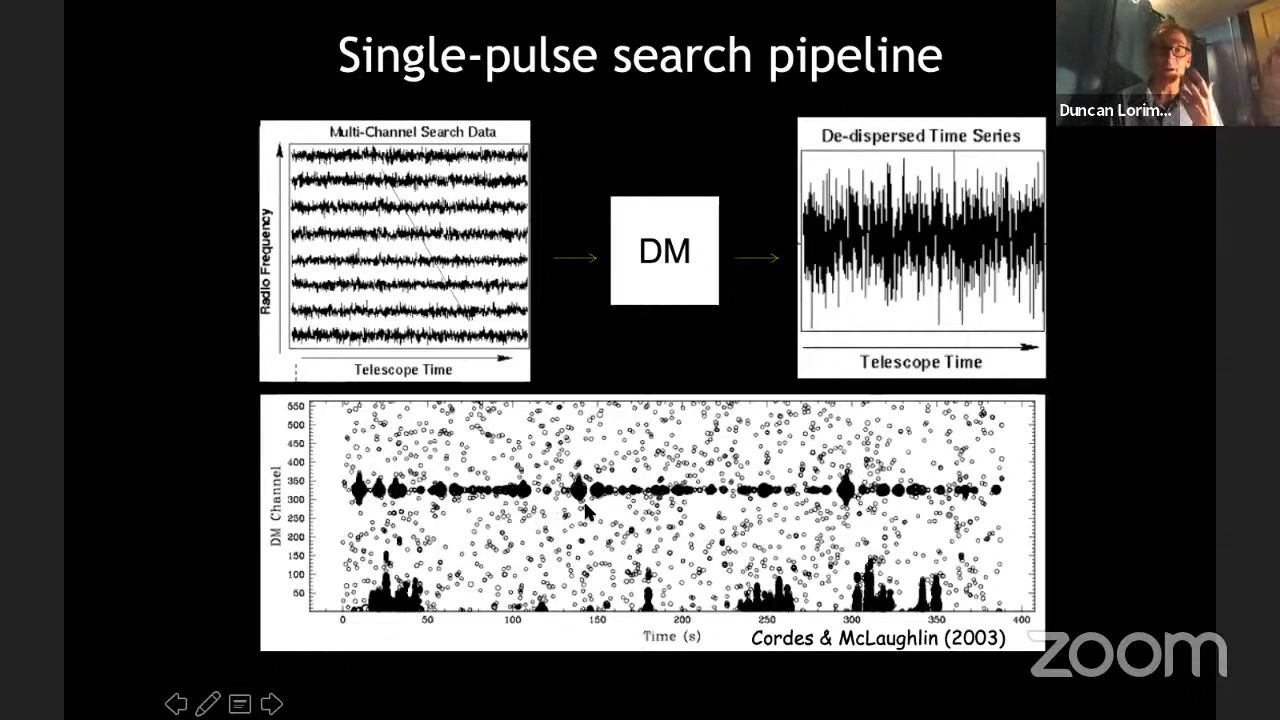 Single-pulse search pipeline
Duncan Lorim...
Multi-Channel Search Data
Radio Frequency
Telescope Time
DM
De-dispersed Time Series
Telescope Time
DM Channel
550
500
450
400
350
300
250
200
150
100
50
0 50 100 150 200 250 300 350 400
Time (s)
Cordes & McLaughlin (2003)
zoom